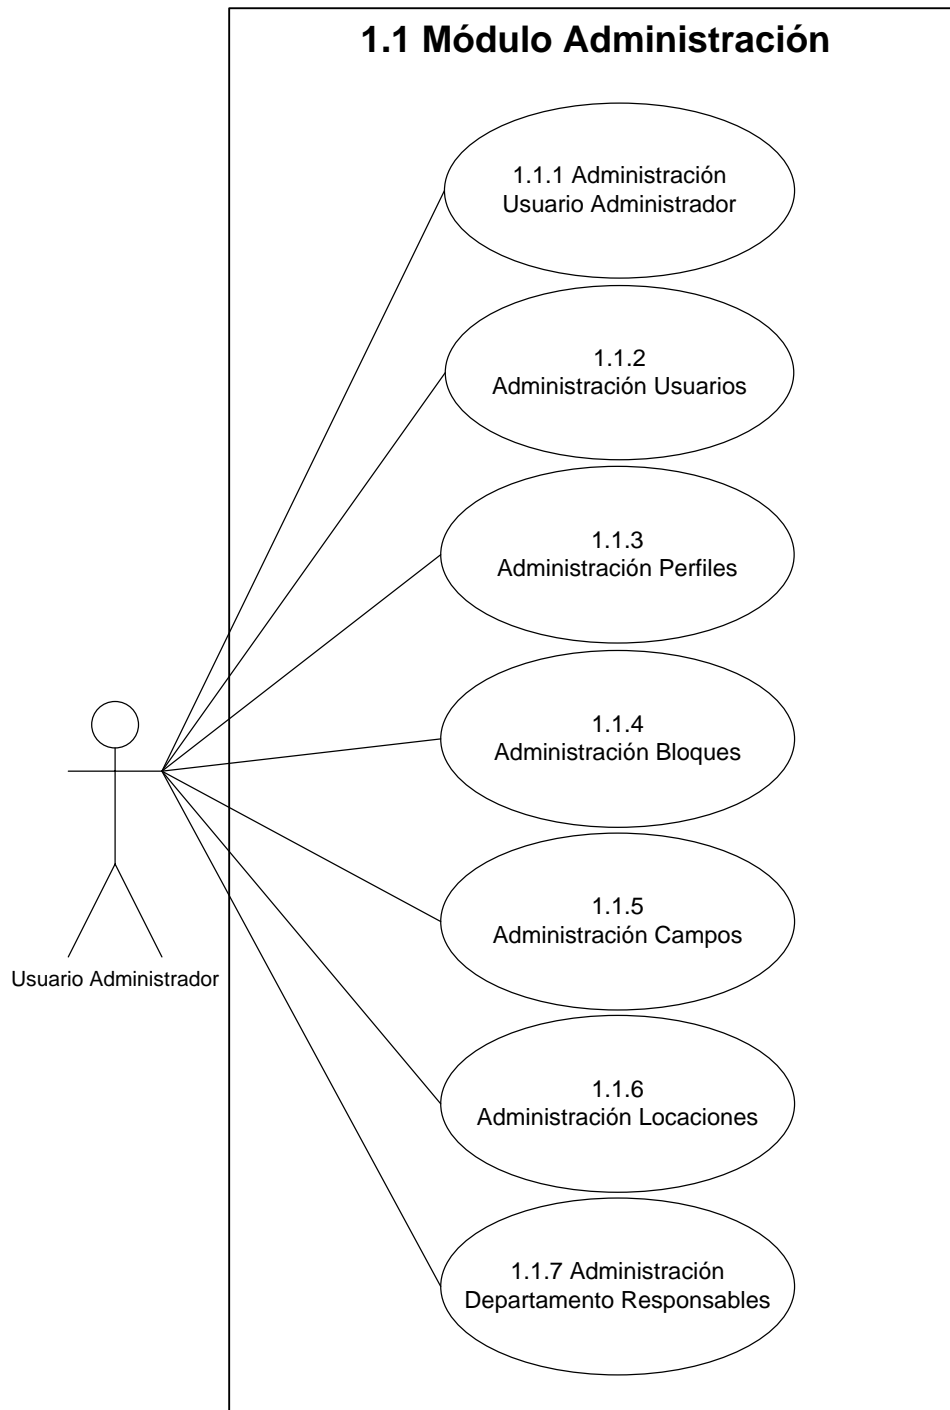 1.1 Módulo Administración
1.1.1 Administración
Usuario Administrador
1.1.2
Administración Usuarios
1.1.3
Administración Perfiles
1.1.4
Administración Bloques
1.1.5
Administración Campos
Usuario Administrador
1.1.6
Administración Locaciones
1.1.7 Administración
Departamento Responsables